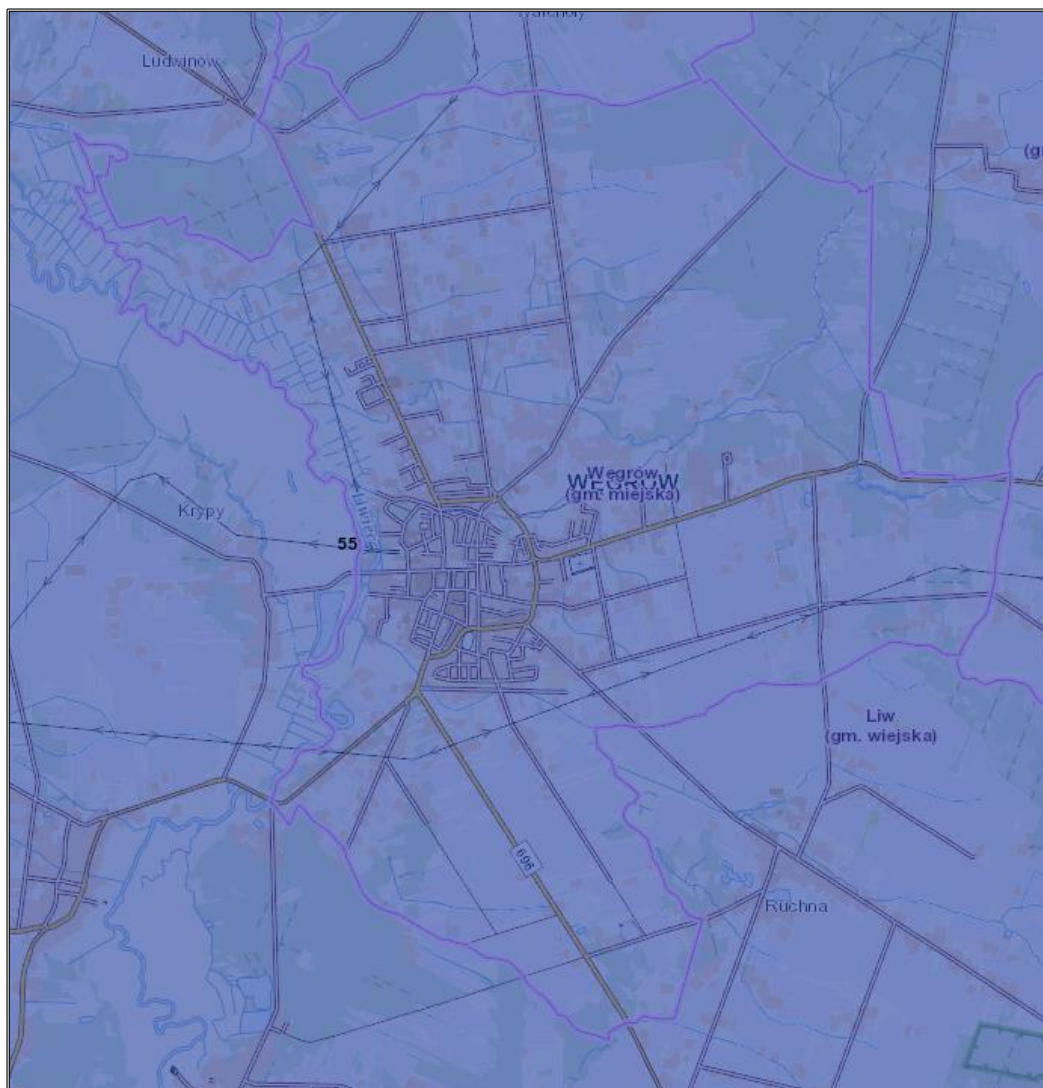 Ludwinów
(g
Węgrów
WĘGRÓW
(gm. miejska)
Krypy
55
Liwiec
Liw
(gm. wiejska)
696
Ruchna